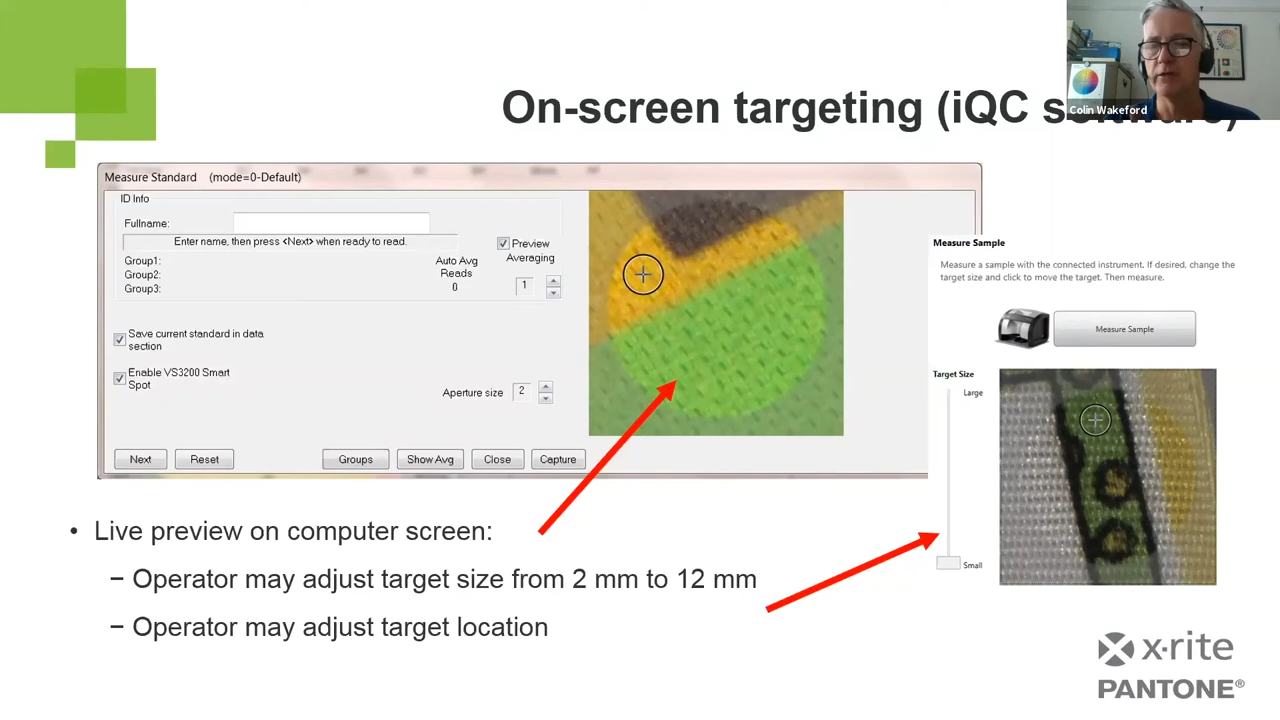 Colin Wakeford
On-screen targeting (iQC
Measure Standard (mode=0-Default)
ID Info
Fullname:
Enter name, then press <Next> when ready to read.
Preview
Averaging
Group1:
Group2:
Group3:
Auto Avg
Reads
0
1
Save current standard in data
section
Enable VS3200 Smart
Spot
Aperture size 2
Next Reset Groups Show Avg Close Capture
Measure Sample
Measure a sample with the connected instrument. If desired, change the
target size and click to move the target. Then measure.
Measure Sample
Target Size
Large
Small
• Live preview on computer screen:
– Operator may adjust target size from 2 mm to 12 mm
– Operator may adjust target location
x·rite
PANTONE®